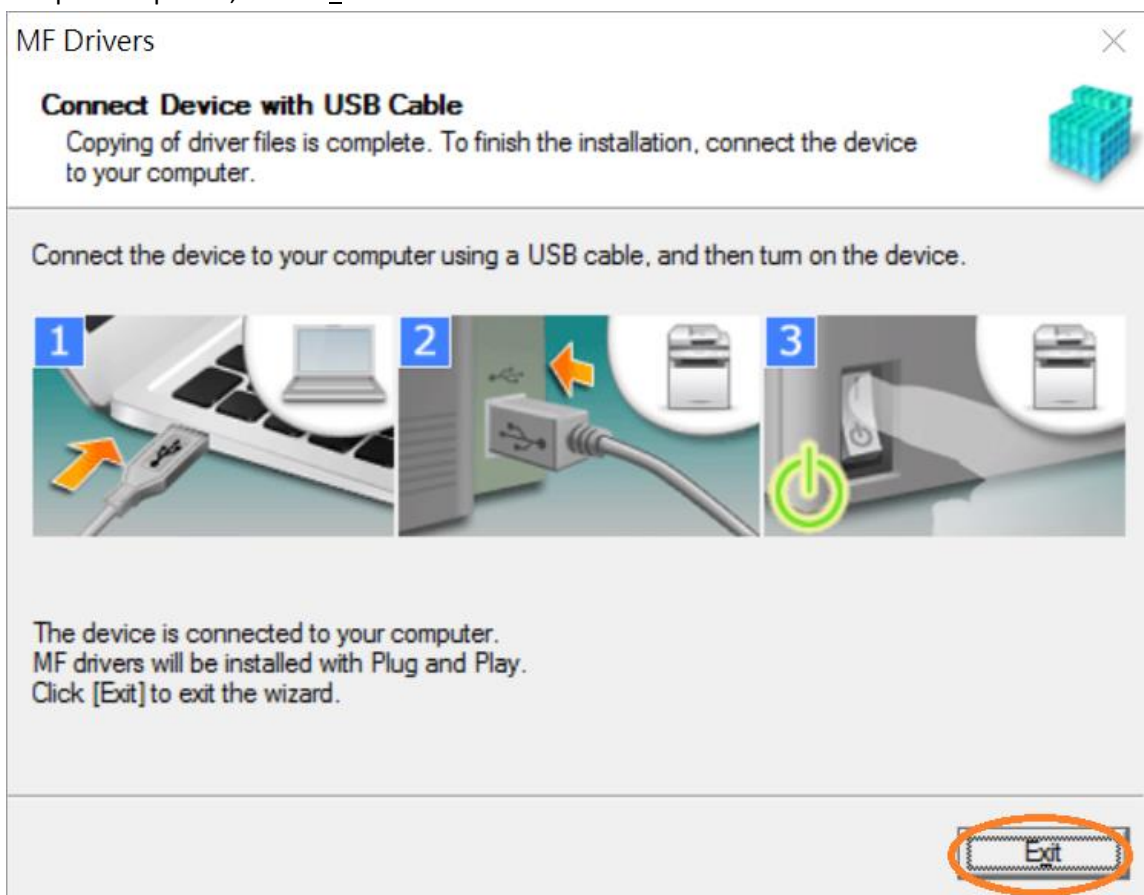 MF Drivers
Connect Device with USB Cable
Copying of driver files is complete. To finish the installation, connect the device
to your computer.
Connect the device to your computer using a USB cable, and then turn on the device.
1 2 3
The device is connected to your computer.
MF drivers will be installed with Plug and Play.
Click [Exit] to exit the wizard.
Exit